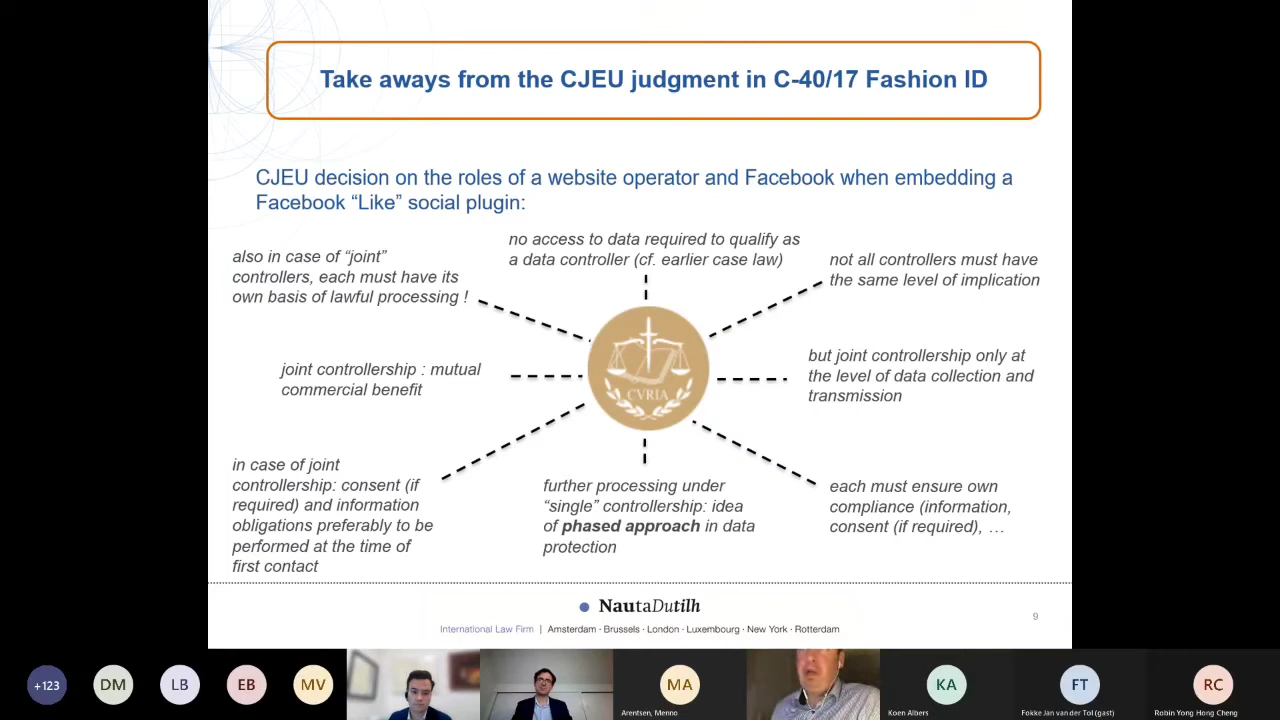 Take aways from the CJEU judgment in C-40/17 Fashion ID
CJEU decision on the roles of a website operator and Facebook when embedding a
Facebook “Like” social plugin:
also in case of “joint”
controllers, each must have its
own basis of lawful processing !
no access to data required to qualify as
a data controller (cf. earlier case law)
not all controllers must have
the same level of implication
joint controllership : mutual
commercial benefit
CVRIA
but joint controllership only at
the level of data collection and
transmission
in case of joint
controllership: consent (if
required) and information
obligations preferably to be
performed at the time of
first contact
further processing under
“single” controllership: idea
of phased approach in data
protection
each must ensure own
compliance (information,
consent (if required), …
NautaDutilh
International Law Firm | Amsterdam · Brussels · London · Luxembourg · New York · Rotterdam
9
+123
DM
LB
EB
MV
MA
Arentsen, Menno
KA
Koen Albers
FT
Fokke Jan van der Tol (gast)
RC
Robin Yong Hong Cheng